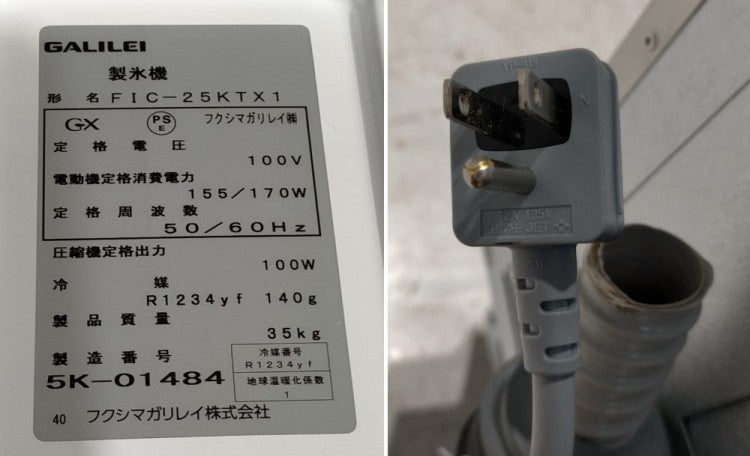 GALILEI
製氷機
形 名 FIC-25KTX1
GX PSE フクシマガリレイ㈱
定格電圧
100V
電動機定格消費電力
155/170W
定格周波数
50/60Hz
圧縮機定格出力
100W
冷媒
R1234yf 140g
製品質量
35kg
製造番号
5K-01484
冷媒番号
R1234yf
地球温暖化係数
1
40 フクシマガリレイ株式会社
N
12A 125V